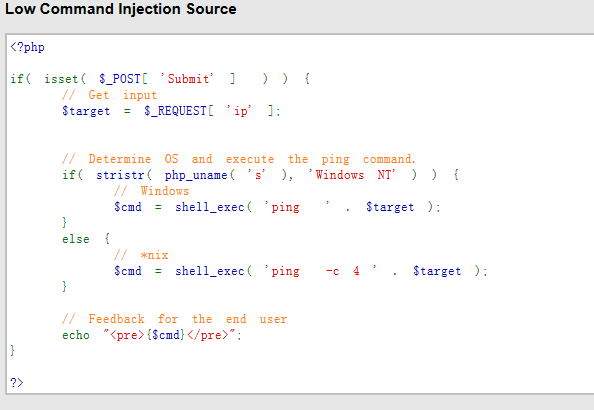 Low Command Injection Source
<?php
if( isset( $_POST[ 'Submit' ] ) ) {
// Get input
$target = $_REQUEST[ 'ip' ];
// Determine OS and execute the ping command.
if( stristr( php_uname( 's' ), 'Windows NT' ) ) {
// Windows
$cmd = shell_exec( 'ping ' . $target );
}
else {
// *nix
$cmd = shell_exec( 'ping -c 4 ' . $target );
}
// Feedback for the end user
echo "<pre>{$cmd}</pre>";
}
?>